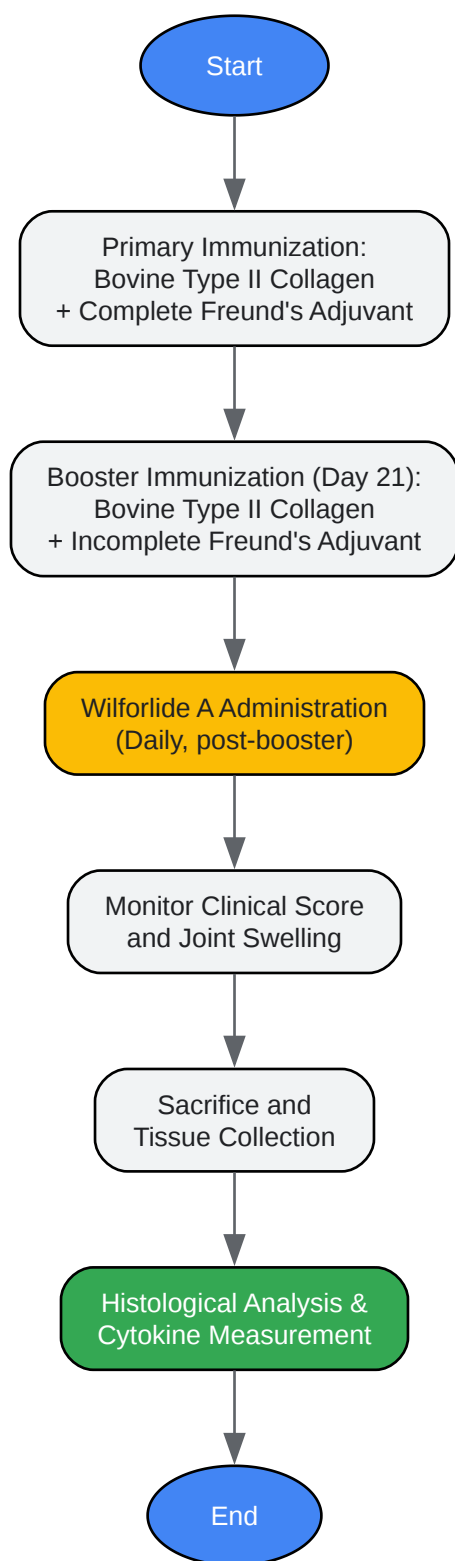 Start
Primary Immunization:
Bovine Type II Collagen
+ Complete Freund's Adjuvant
Booster Immunization (Day 21):
Bovine Type II Collagen
+ Incomplete Freund's Adjuvant
Wilforlide A Administration
(Daily, post-booster)
Monitor Clinical Score
and Joint Swelling
Sacrifice and
Tissue Collection
Histological Analysis &
Cytokine Measurement
End